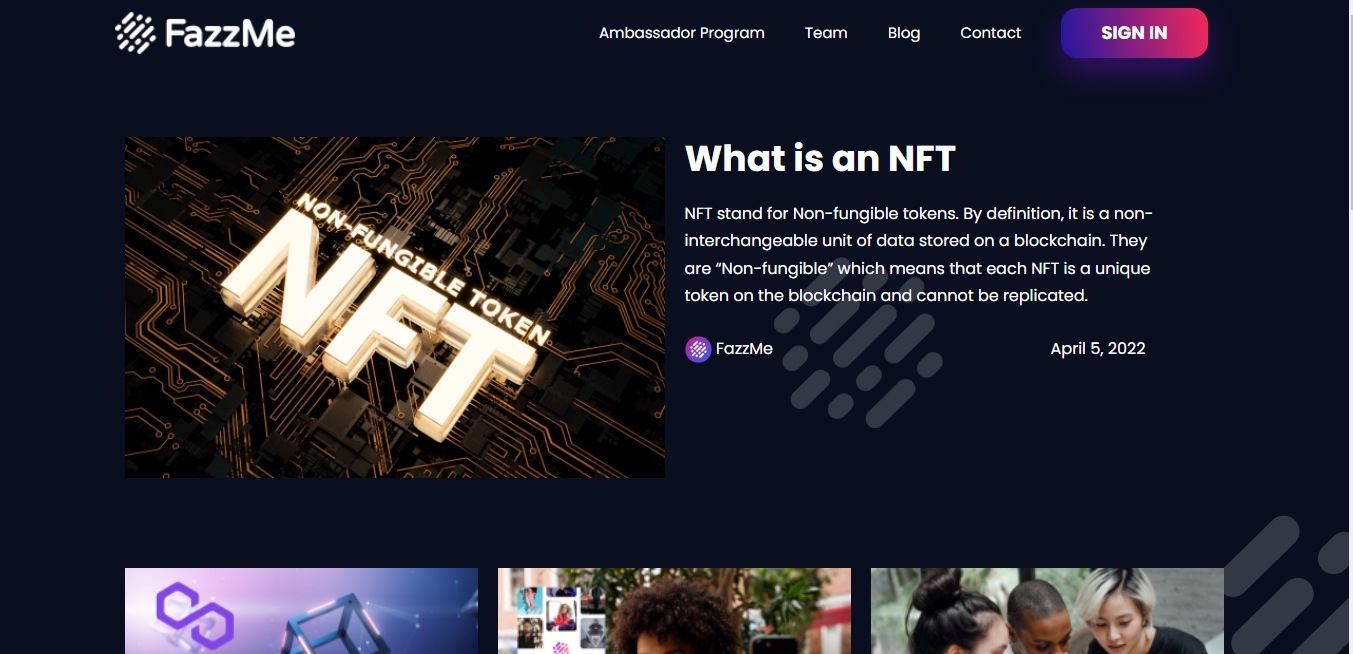 FazzMe
Ambassador Program
Team
Blog
Contact
SIGN IN
NON-FUNGIBLE TOKEN
NFT
What is an NFT
NFT stand for Non-fungible tokens. By definition, it is a non-
interchangeable unit of data stored on a blockchain. They
are “Non-fungible” which means that each NFT is a unique
token on the blockchain and cannot be replicated.
FazzMe
April 5, 2022